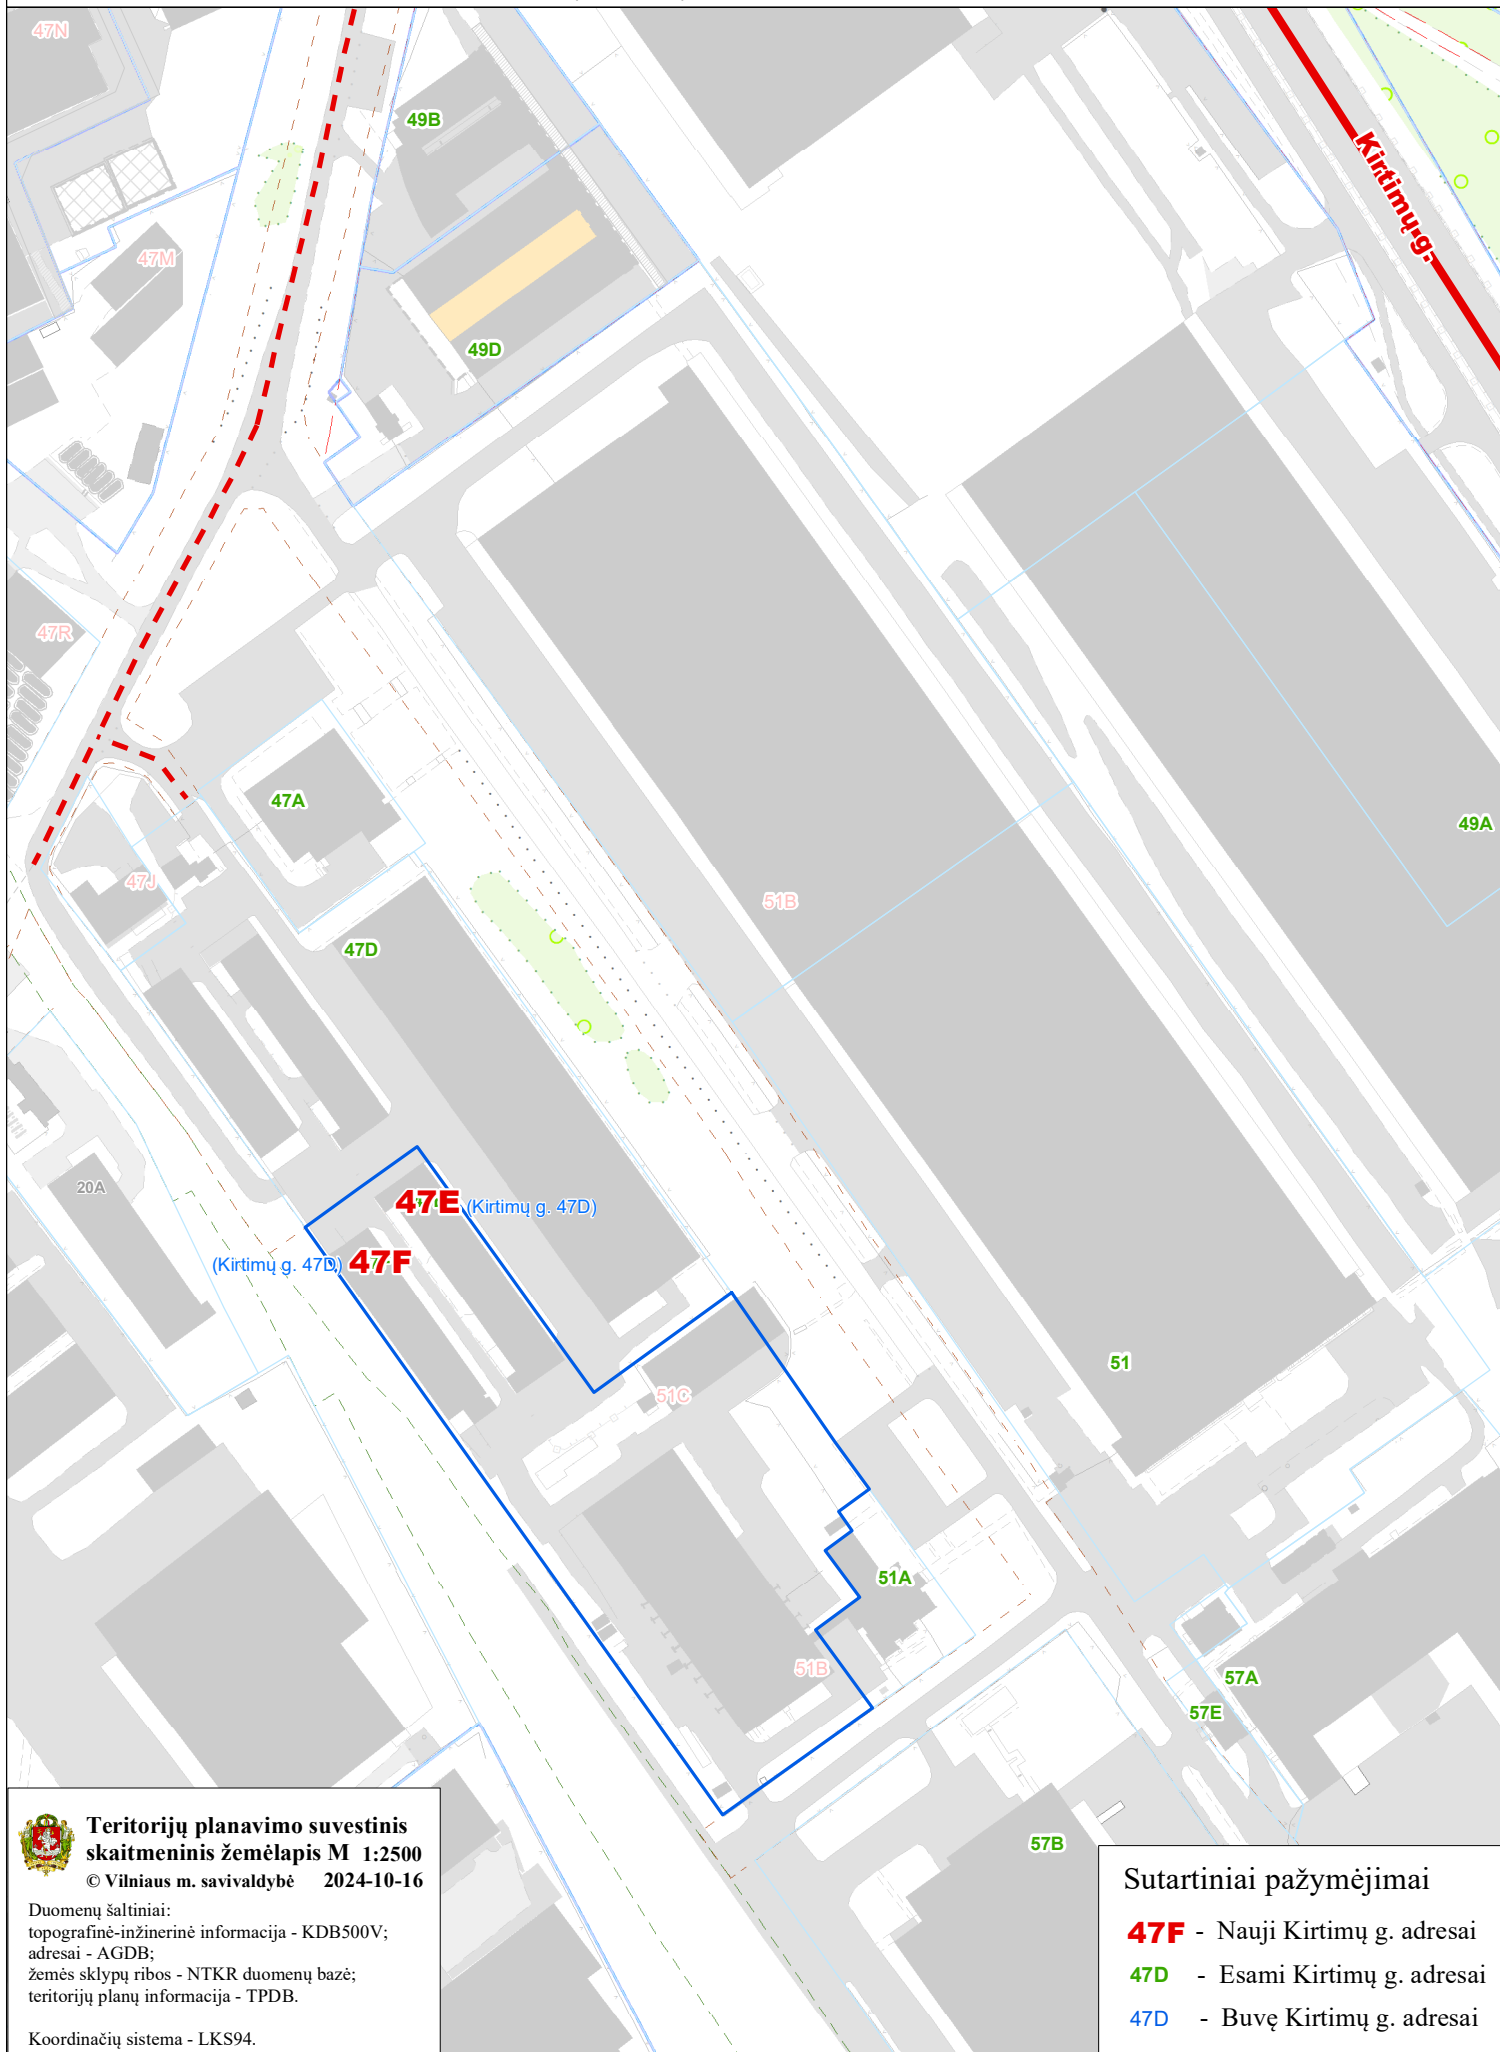 47N
49B
Kirtimų g.
47M
49D
47R
47A
49A
47J
51B
47D
20A
47E (Kirtimų g. 47D)
(Kirtimų g. 47D) 47F
51
51C
51A
51B
57A
57E
57B
Teritorijų planavimo suvestinis
skaitmeninis žemėlapis M 1:2500
© Vilniaus m. savivaldybė 2024-10-16
Duomenų šaltiniai:
topografinė-inžinerinė informacija - KDB500V;
adresai - AGDB;
žemės sklypų ribos - NTKR duomenų bazė;
teritorijų planų informacija - TPDB.
Koordinačių sistema - LKS94.
Sutartiniai pažymėjimai
47F - Nauji Kirtimų g. adresai
47D - Esami Kirtimų g. adresai
47D - Buvę Kirtimų g. adresai